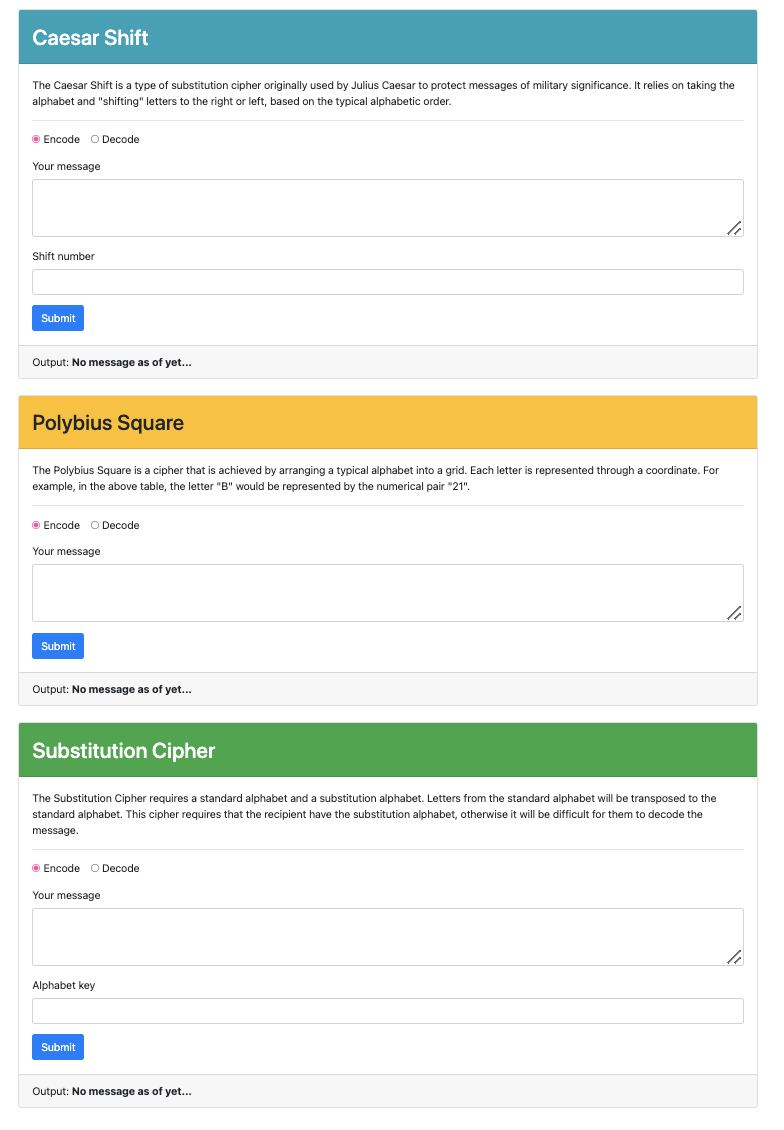 Caesar Shift
The Caesar Shift is a type of substitution cipher originally used by Julius Caesar to protect messages of military significance. It relies on taking the
alphabet and "shifting" letters to the right or left, based on the typical alphabetic order.
Encode Decode
Your message
Shift number
Submit
Output: No message as of yet...
Polybius Square
The Polybius Square is a cipher that is achieved by arranging a typical alphabet into a grid. Each letter is represented through a coordinate. For
example, in the above table, the letter "B" would be represented by the numerical pair "21".
Encode Decode
Your message
Submit
Output: No message as of yet...
Substitution Cipher
The Substitution Cipher requires a standard alphabet and a substitution alphabet. Letters from the standard alphabet will be transposed to the
standard alphabet. This cipher requires that the recipient have the substitution alphabet, otherwise it will be difficult for them to decode the
message.
Encode Decode
Your message
Alphabet key
Submit
Output: No message as of yet...